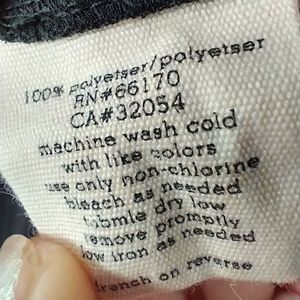 100% polyetser/polyetser
RN#66170
CA#32054
machine wash cold
with like colors
use only non-chlorine
bleach as needed
tubmle dry low
remove promptly
low iron as needed
french on reverse